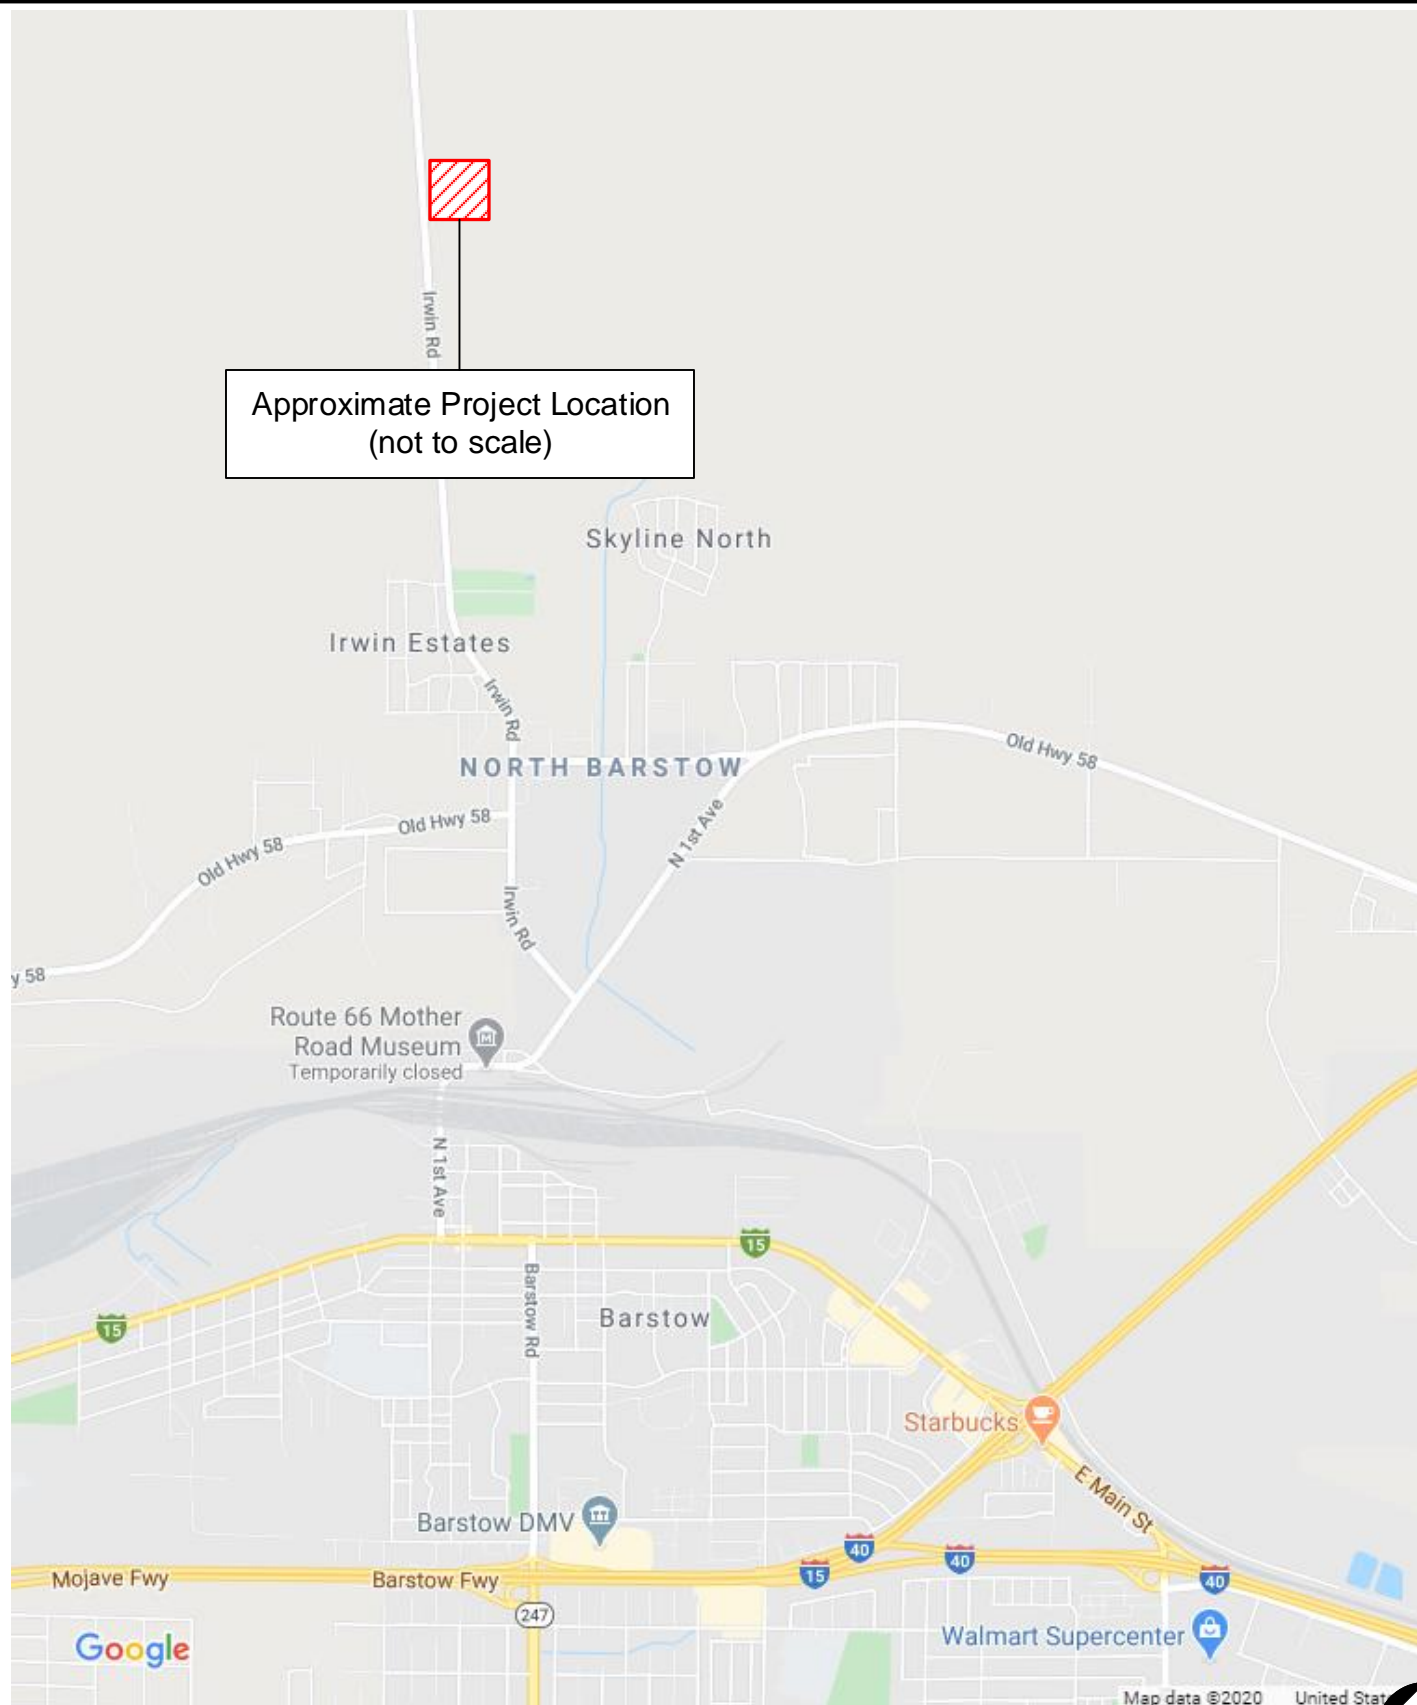 Irwin Rd
Approximate Project Location
(not to scale)
Skyline North
Irwin Estates
Irwin Rd
NORTH BARSTOW
Old Hwy 58
Old Hwy 58
Old Hwy 58
N 1st Ave
Irwin Rd
y 58
Route 66 Mother
Road Museum
Temporarily closed
N 1st Ave
15
15
Barstow Rd
Barstow
Starbucks
E Main St
Barstow DMV
40
40
15
40
Mojave Fwy
Barstow Fwy
247
Google
Walmart Supercenter
Map data ©2020 United Stat